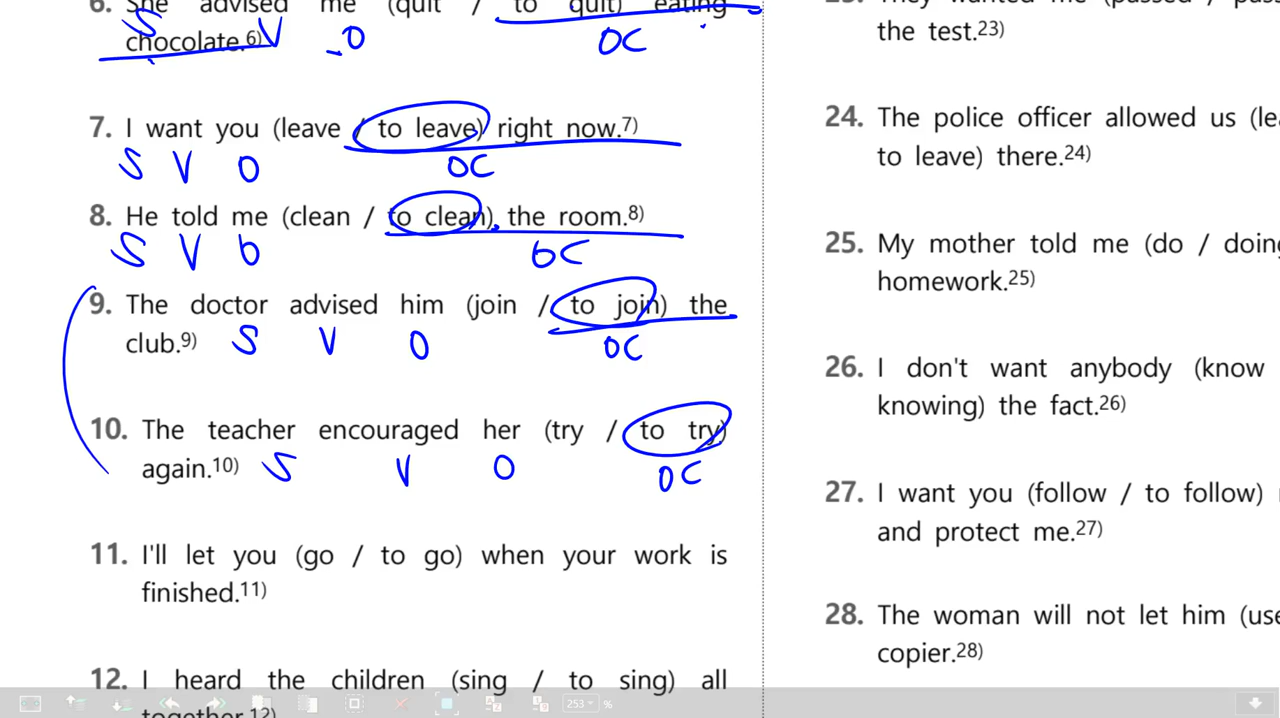 6. She advised me (quit / to quit) eating
chocolate.6)
S V O OC
7. I want you (leave / to leave) right now.7)
S V O OC
8. He told me (clean / to clean) the room.8)
S V O OC
9. The doctor advised him (join / to join) the
club.9)
S V O OC
10. The teacher encouraged her (try / to try)
again.10)
S V O OC
11. I'll let you (go / to go) when your work is
finished.11)
12. I heard the children (sing / to sing) all
together.12)
the test.23)
24. The police officer allowed us
to leave) there.24)
25. My mother told me (do / doing
homework.25)
26. I don't want anybody (know
knowing) the fact.26)
27. I want you (follow / to follow)
and protect me.27)
28. The woman will not let him (use
copier.28)
253 %